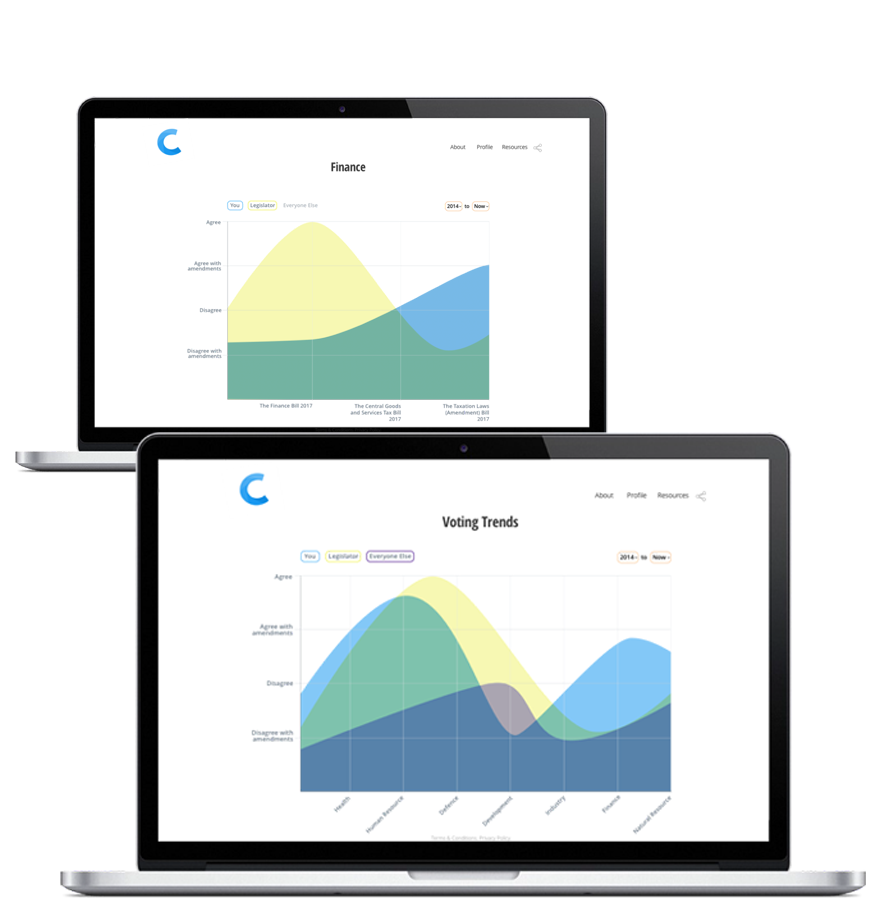 About Profile Resources
Finance
You Legislator Everyone Else
2014 to Now
Agree
Agree with
amendments
Disagree
Disagree with
amendments
The Finance Bill 2017
The Central Goods
and Services Tax Bill
2017
The Taxation Laws
(Amendment) Bill
2017
About Profile Resources
Voting Trends
You Legislator Everyone Else
2014 to Now
Agree
Agree with
amendments
Disagree
Disagree with
amendments
Health
Human Resource
Defence
Development
Industry
Finance
Natural Resource
Terms & Conditions Privacy Policy